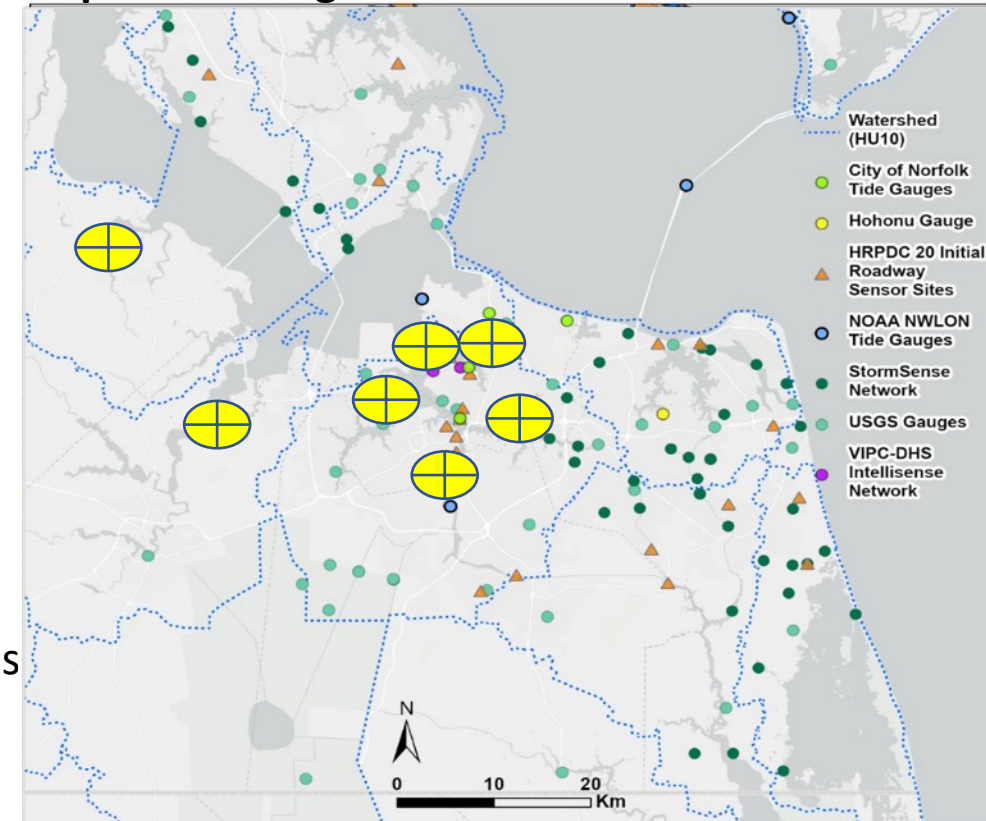 Watershed
(HU10)
City of Norfolk
Tide Gauges
Hohonu Gauge
HRPDC 20 Initial
Roadway
Sensor Sites
NOAA NWLON
Tide Gauges
StormSense
Network
USGS Gauges
VIPC-DHS
Intellisense
Network
s
N
0 10 20
Km